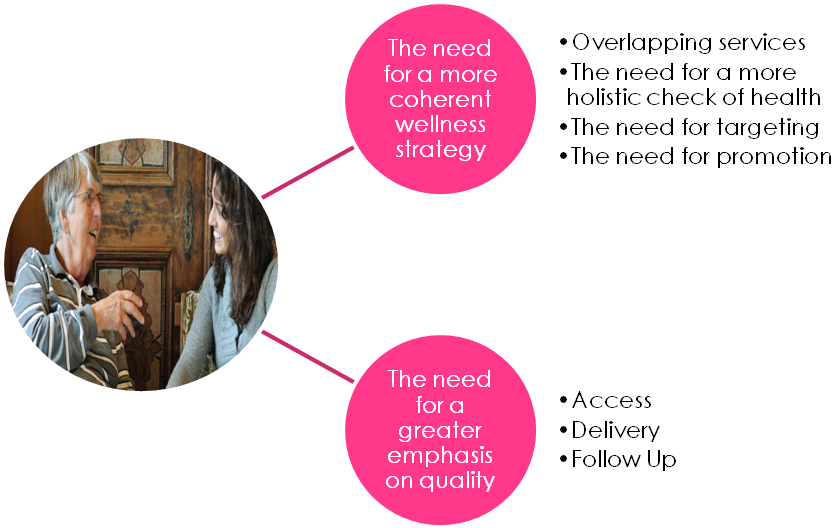 The need
for a more
coherent
wellness
strategy
•Overlapping services
•The need for a more
holistic check of health
•The need for targeting
•The need for promotion
The need
for a
greater
emphasis
on quality
•Access
•Delivery
•Follow Up